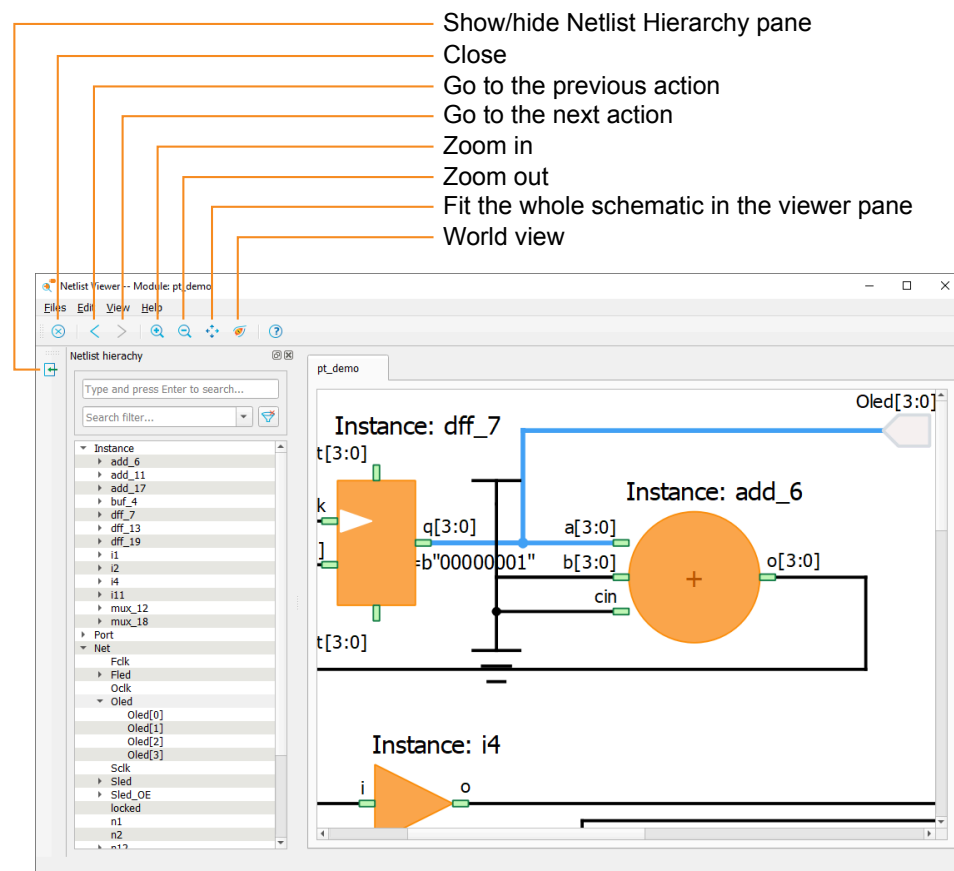 Show/hide Netlist Hierarchy pane
Close
Go to the previous action
Go to the next action
Zoom in
Zoom out
Fit the whole schematic in the viewer pane
World view
Netlist Viewer -- Module: pt_demo
Files Edit View Help
Netlist hierachy
pt_demo
Type and press Enter to search...
Search filter...
Instance
add_6
add_11
add_17
buf_4
dff_7
dff_13
dff_19
i1
i2
i4
i11
mux_12
mux_18
Port
Net
Fclk
Fled
Oclk
Oled
Oled[0]
Oled[1]
Oled[2]
Oled[3]
Sclk
Sled
Sled_OE
locked
n1
n2
n12
Oled[3:0]
Instance: dff_7
t[3:0]
k
q[3:0]
]
=b"00000001"
t[3:0]
Instance: add_6
a[3:0]
b[3:0]
cin
+
o[3:0]
Instance: i4
i
o